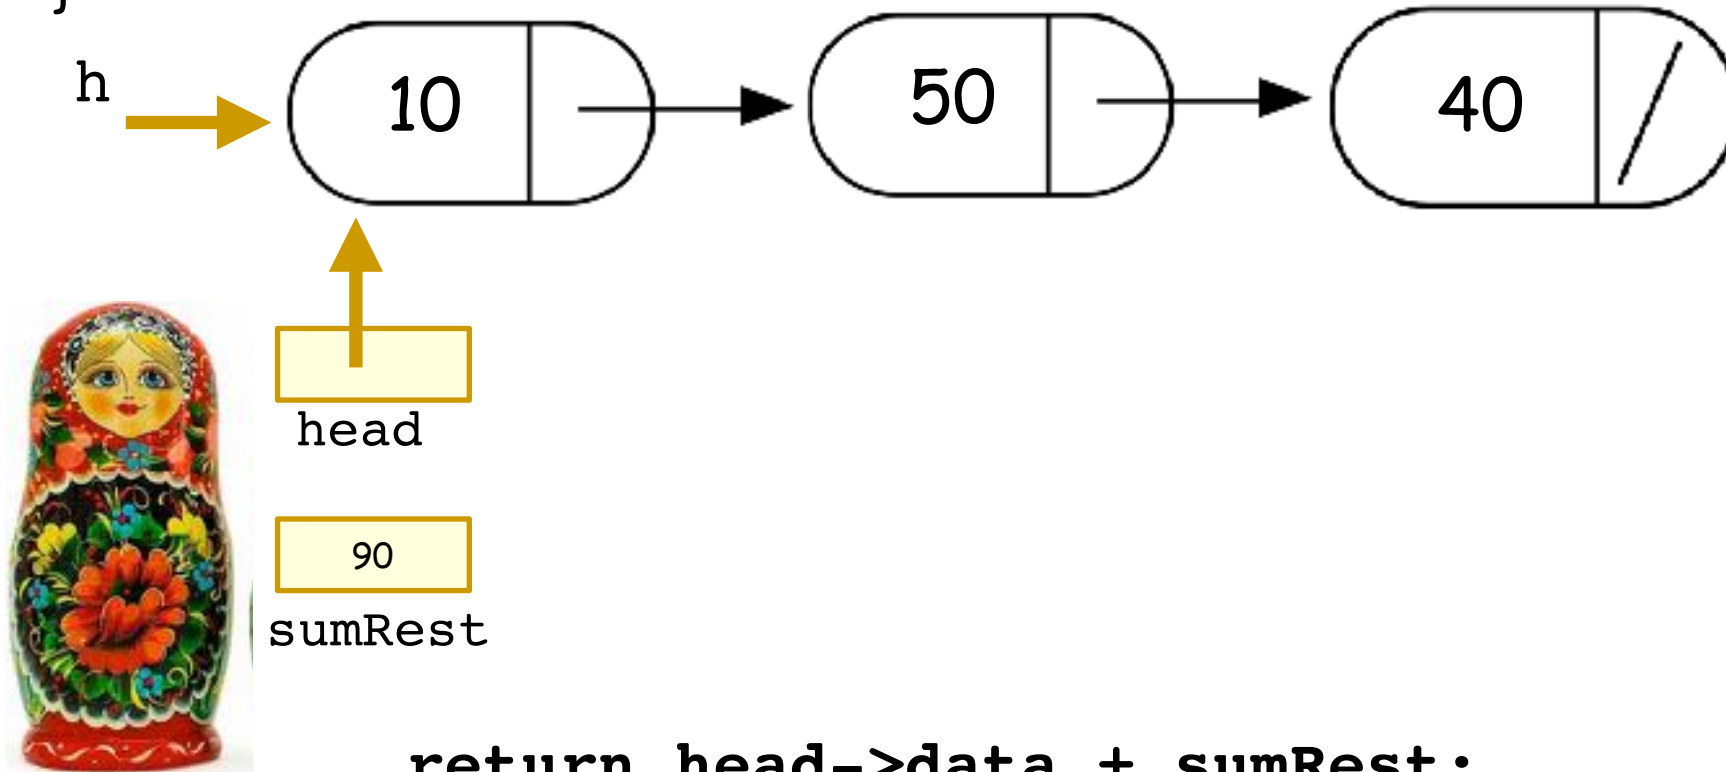 }
h
10 50 40
head
90
sumRest
return head->data + sumRest;